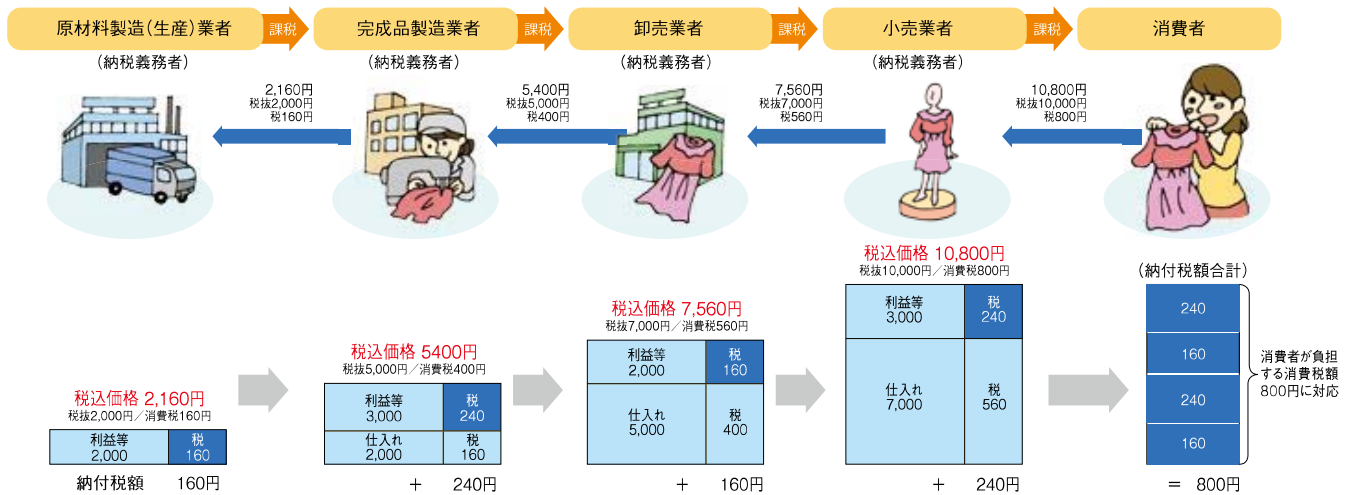 原材料製造(生産)業者
課税
完成品製造業者
課税
卸売業者
課税
小売業者
課税
消費者
(納税義務者)
(納税義務者)
(納税義務者)
(納税義務者)
2,160円
税抜2,000円
税160円
5,400円
税抜5,000円
税400円
7,560円
税抜7,000円
税560円
10,800円
税抜10,000円
税800円
税込価格 2,160円
税抜2,000円/消費税160円
利益等
2,000
税
160
税込価格 5400円
税抜5,000円/消費税400円
利益等
3,000
税
240
仕入れ
2,000
税
160
税込価格 7,560円
税抜7,000円/消費税560円
利益等
2,000
税
160
仕入れ
5,000
税
400
税込価格 10,800円
税抜10,000円/消費税800円
利益等
3,000
税
240
仕入れ
7,000
税
560
(納付税額合計)
240
160
240
160
消費者が負担
する消費税額
800円に対応
納付税額 160円 + 240円 + 160円 + 240円 = 800円